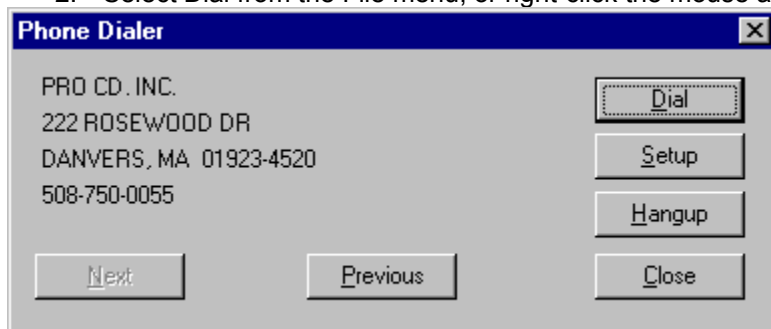 2. Select Dial from the File menu, or right-click the mouse a
Phone Dialer
PRO CD. INC.
222 ROSEWOOD DR
DANVERS, MA 01923-4520
508-750-0055
Dial
Setup
Hangup
Next
Previous
Close